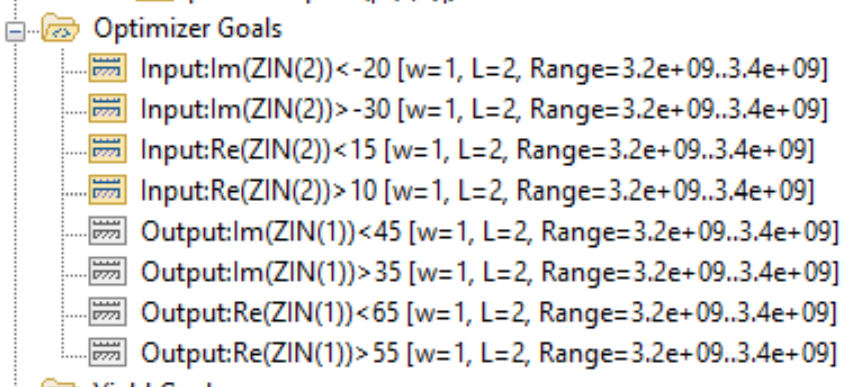 Optimizer Goals
Input:Im(ZIN(2))<-20 [w=1, L=2, Range=3.2e+09..3.4e+09]
Input:Im(ZIN(2))>-30 [w=1, L=2, Range=3.2e+09..3.4e+09]
Input:Re(ZIN(2))<15 [w=1, L=2, Range=3.2e+09..3.4e+09]
Input:Re(ZIN(2))>10 [w=1, L=2, Range=3.2e+09..3.4e+09]
Output:Im(ZIN(1))<45 [w=1, L=2, Range=3.2e+09..3.4e+09]
Output:Im(ZIN(1))>35 [w=1, L=2, Range=3.2e+09..3.4e+09]
Output:Re(ZIN(1))<65 [w=1, L=2, Range=3.2e+09..3.4e+09]
Output:Re(ZIN(1))>55 [w=1, L=2, Range=3.2e+09..3.4e+09]